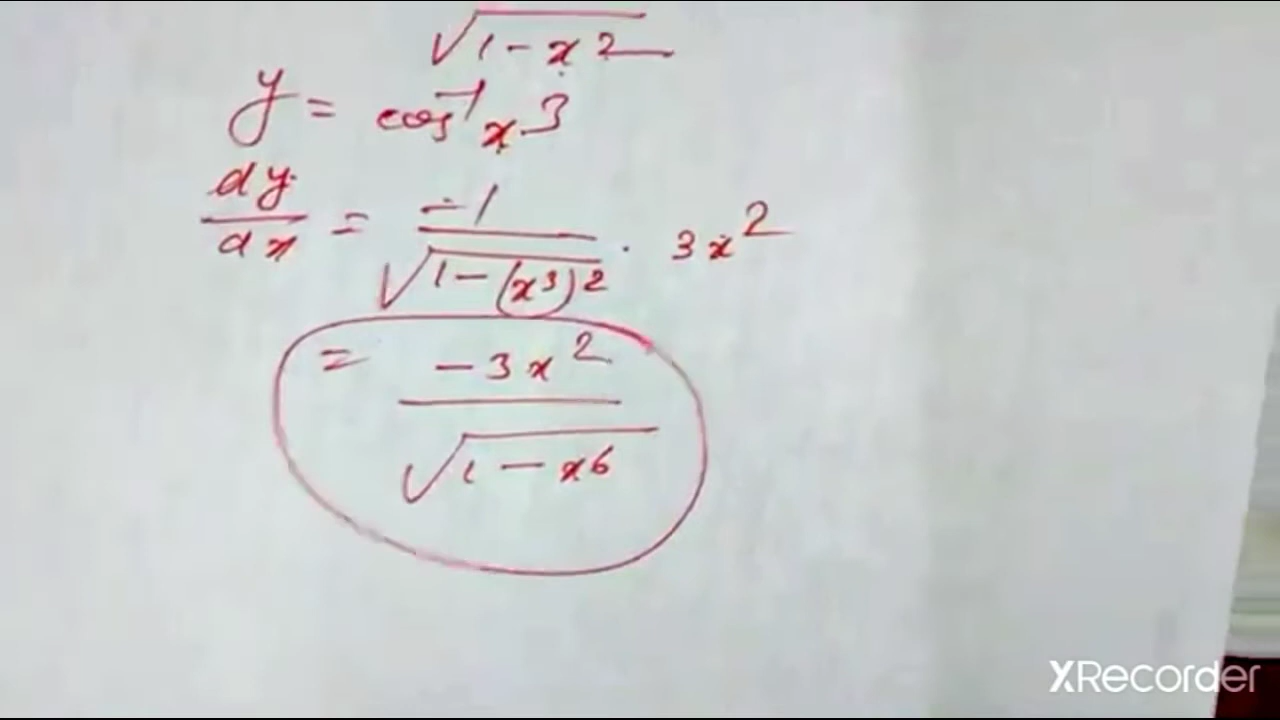 √1-x2
y = cos⁻¹ x3
dy/dx = -1/√1-(x3)2 . 3x2
= -3x2/√1-x6
XRecorder